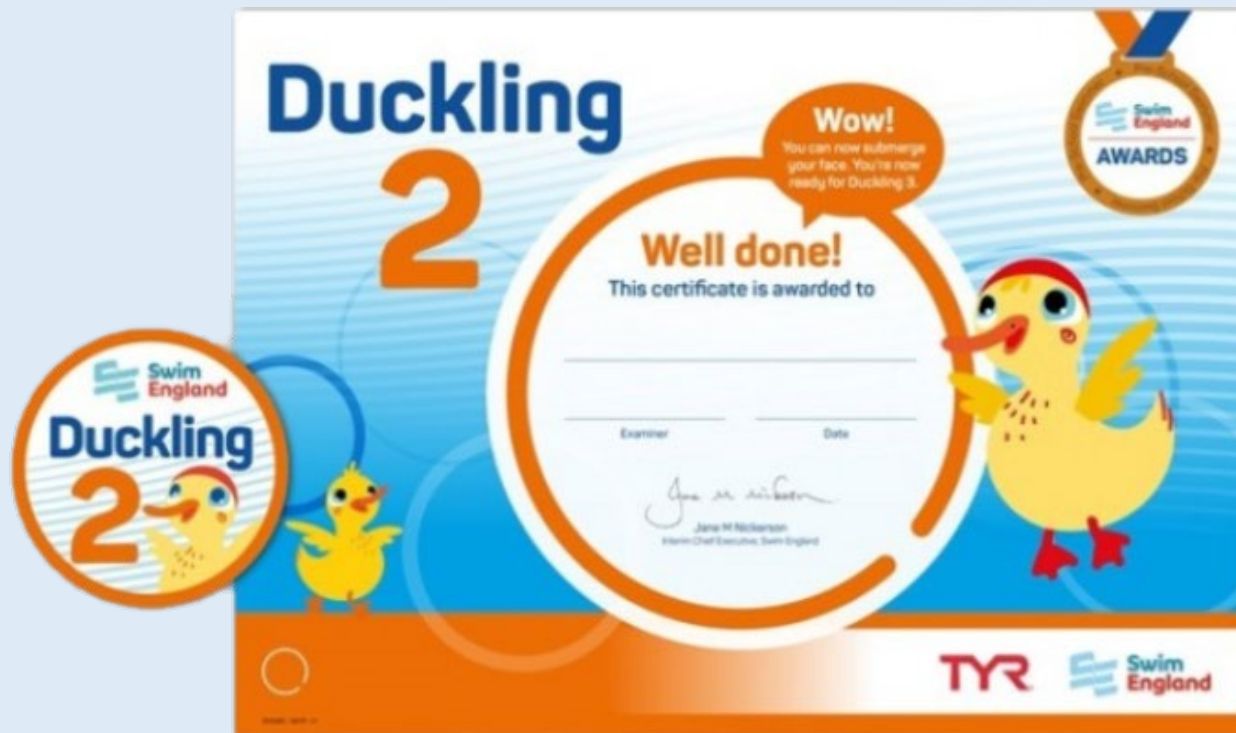 Duckling
2
Wow!
You can now submerge
your face. You're now
ready for Duckling 3.
Swim
England
AWARDS
Well done!
This certificate is awarded to
Examiner
Date
Jane M Nickerson
Interim Chief Executive, Swim England
Swim
England
Duckling
2
TYR
Swim
England